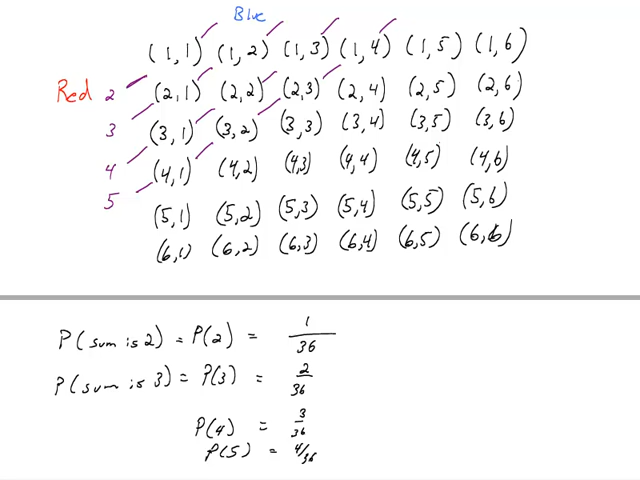 Blue
(1,1) (1,2) (1,3) (1,4) (1,5) (1,6)
Red 2 (2,1) (2,2) (2,3) (2,4) (2,5) (2,6)
3 (3,1) (3,2) (3,3) (3,4) (3,5) (3,6)
4 (4,1) (4,2) (4,3) (4,4) (4,5) (4,6)
5 (5,1) (5,2) (5,3) (5,4) (5,5) (5,6)
(6,1) (6,2) (6,3) (6,4) (6,5) (6,6)
P(sum is 2) = P(2) = 1/36
P(sum is 3) = P(3) = 2/36
P(4) = 3/36
P(5) = 4/36